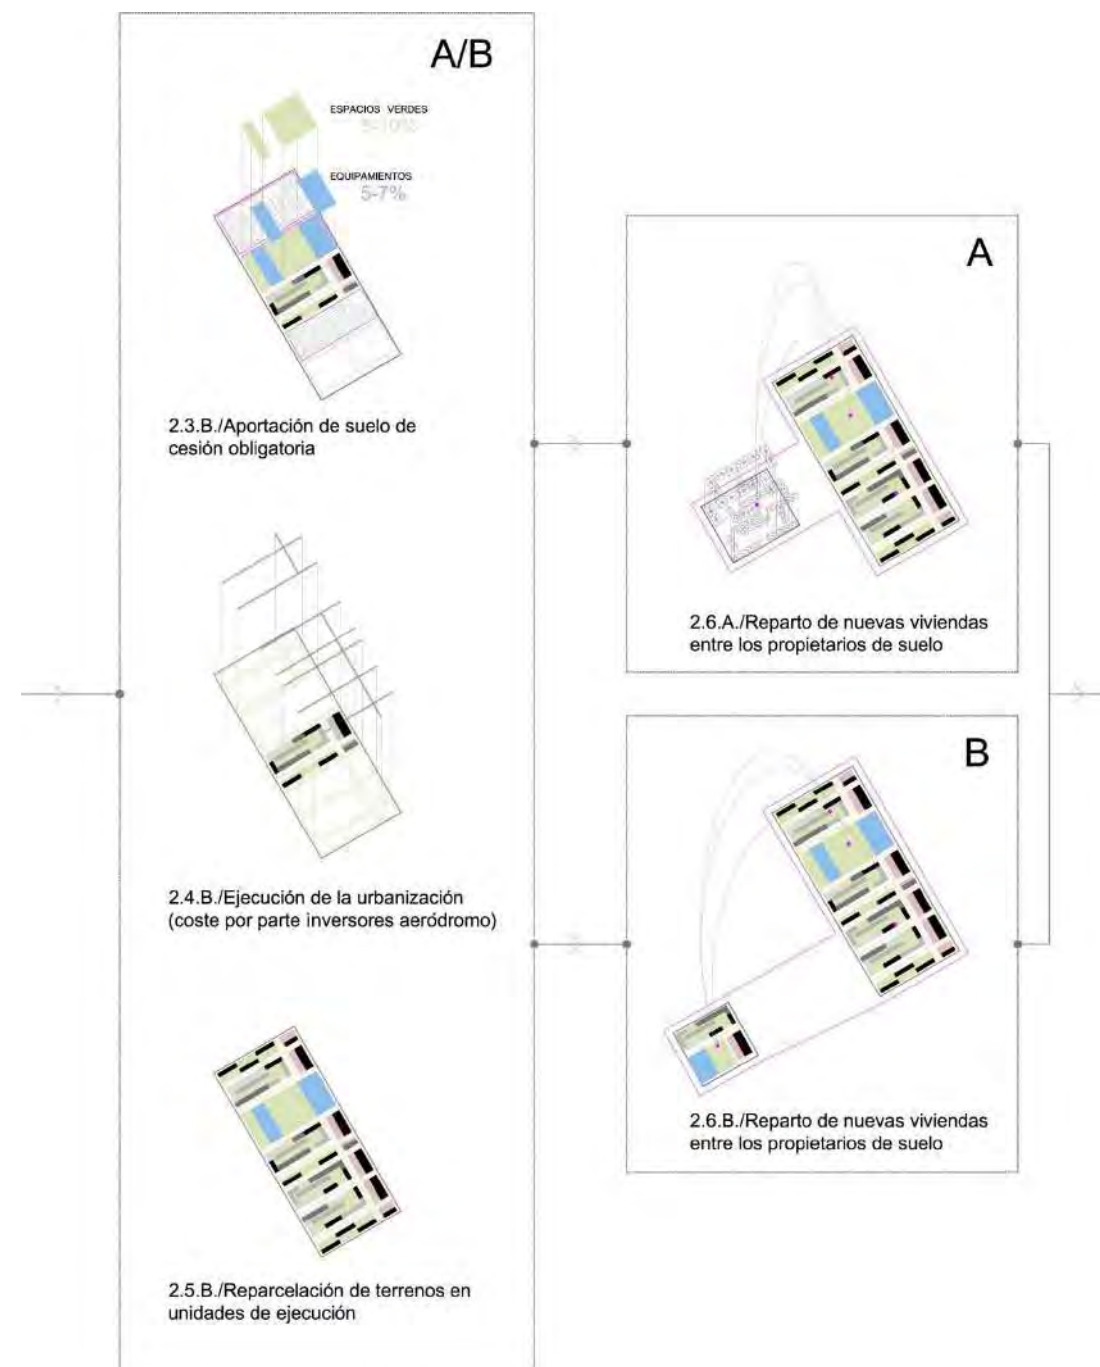 A/B
ESPACIOS VERDES
5-10%
EQUIPAMIENTOS
5-7%
2.3.B./Aportación de suelo de
cesión obligatoria
2.4.B./Ejecución de la urbanización
(coste por parte inversores aeródromo)
2.5.B./Reparcelación de terrenos en
unidades de ejecución
A
2.6.A./Reparto de nuevas viviendas
entre los propietarios de suelo
B
2.6.B./Reparto de nuevas viviendas
entre los propietarios de suelo